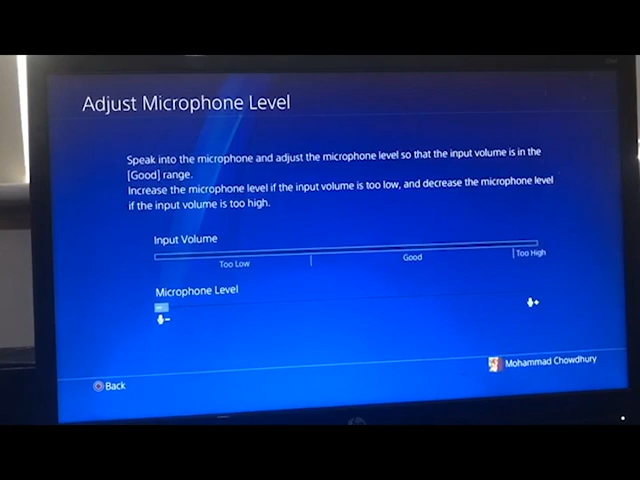 Adjust Microphone Level
Speak into the microphone and adjust the microphone level so that the input volume is in the
[Good] range.
Increase the microphone level if the input volume is too low, and decrease the microphone level
if the input volume is too high.
Input Volume
Too Low
Good
Too High
Microphone Level
Mohammad Chowdhury
Back
hp